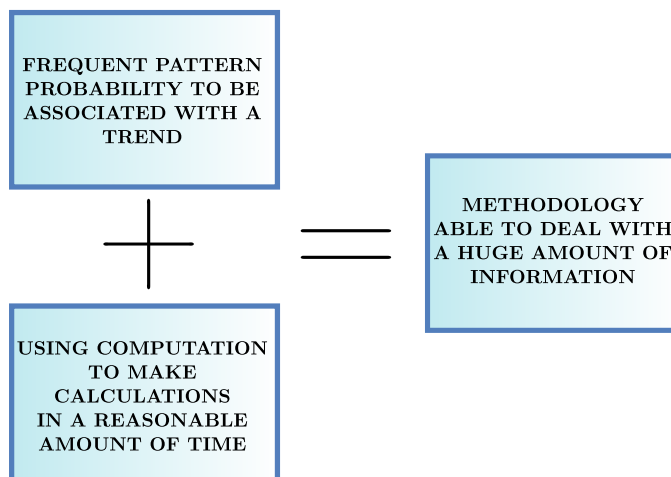 FREQUENT PATTERN
PROBABILITY TO BE
ASSOCIATED WITH A
TREND
USING COMPUTATION
TO MAKE
CALCULATIONS
IN A REASONABLE
AMOUNT OF TIME
METHODOLOGY
ABLE TO DEAL WITH
A HUGE AMOUNT OF
INFORMATION